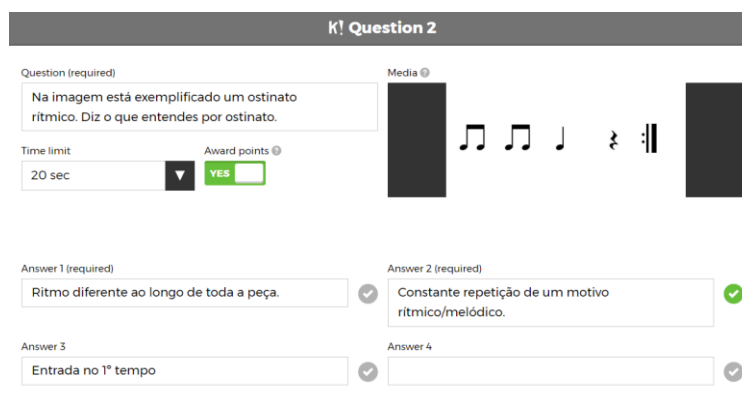 K! Question 2
Question (required)
Media ?
Na imagem está exemplificado um ostinato
rítmico. Diz o que entendes por ostinato.
Time limit
Award points ?
20 sec
YES
Answer 1 (required)
Answer 2 (required)
Ritmo diferente ao longo de toda a peça.
Constante repetição de um motivo
rítmico/melódico.
Answer 3
Answer 4
Entrada no 1º tempo